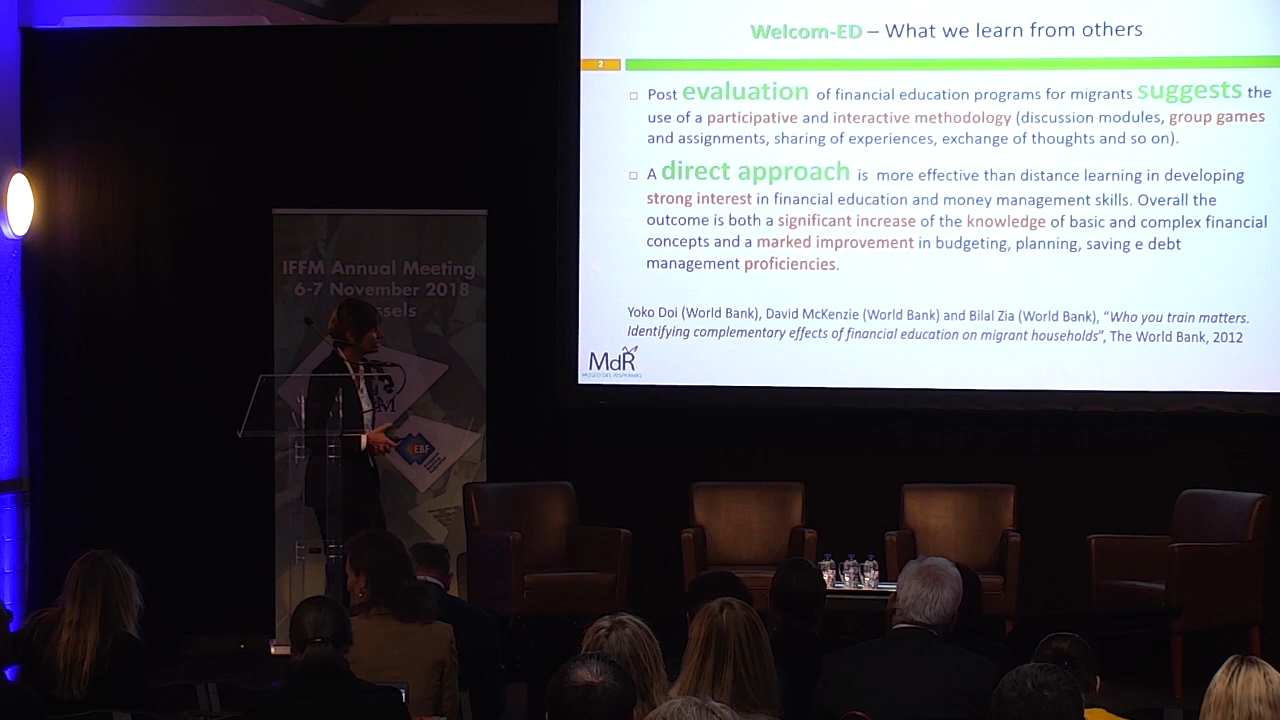 Welcom-ED – What we learn from others
2
□ Post evaluation of financial education programs for migrants suggests the
use of a participative and interactive methodology (discussion modules, group games
and assignments, sharing of experiences, exchange of thoughts and so on).
□ A direct approach is more effective than distance learning in developing
strong interest in financial education and money management skills. Overall the
outcome is both a significant increase of the knowledge of basic and complex financial
concepts and a marked improvement in budgeting, planning, saving e debt
management proficiencies.
Yoko Doi (World Bank), David McKenzie (World Bank) and Bilal Zia (World Bank), "Who you train matters.
Identifying complementary effects of financial education on migrant households", The World Bank, 2012
MdR
MUSEO DEL RISPARMIO
IFFM Annual Meeting
6-7 November 2018
ssels
EBF